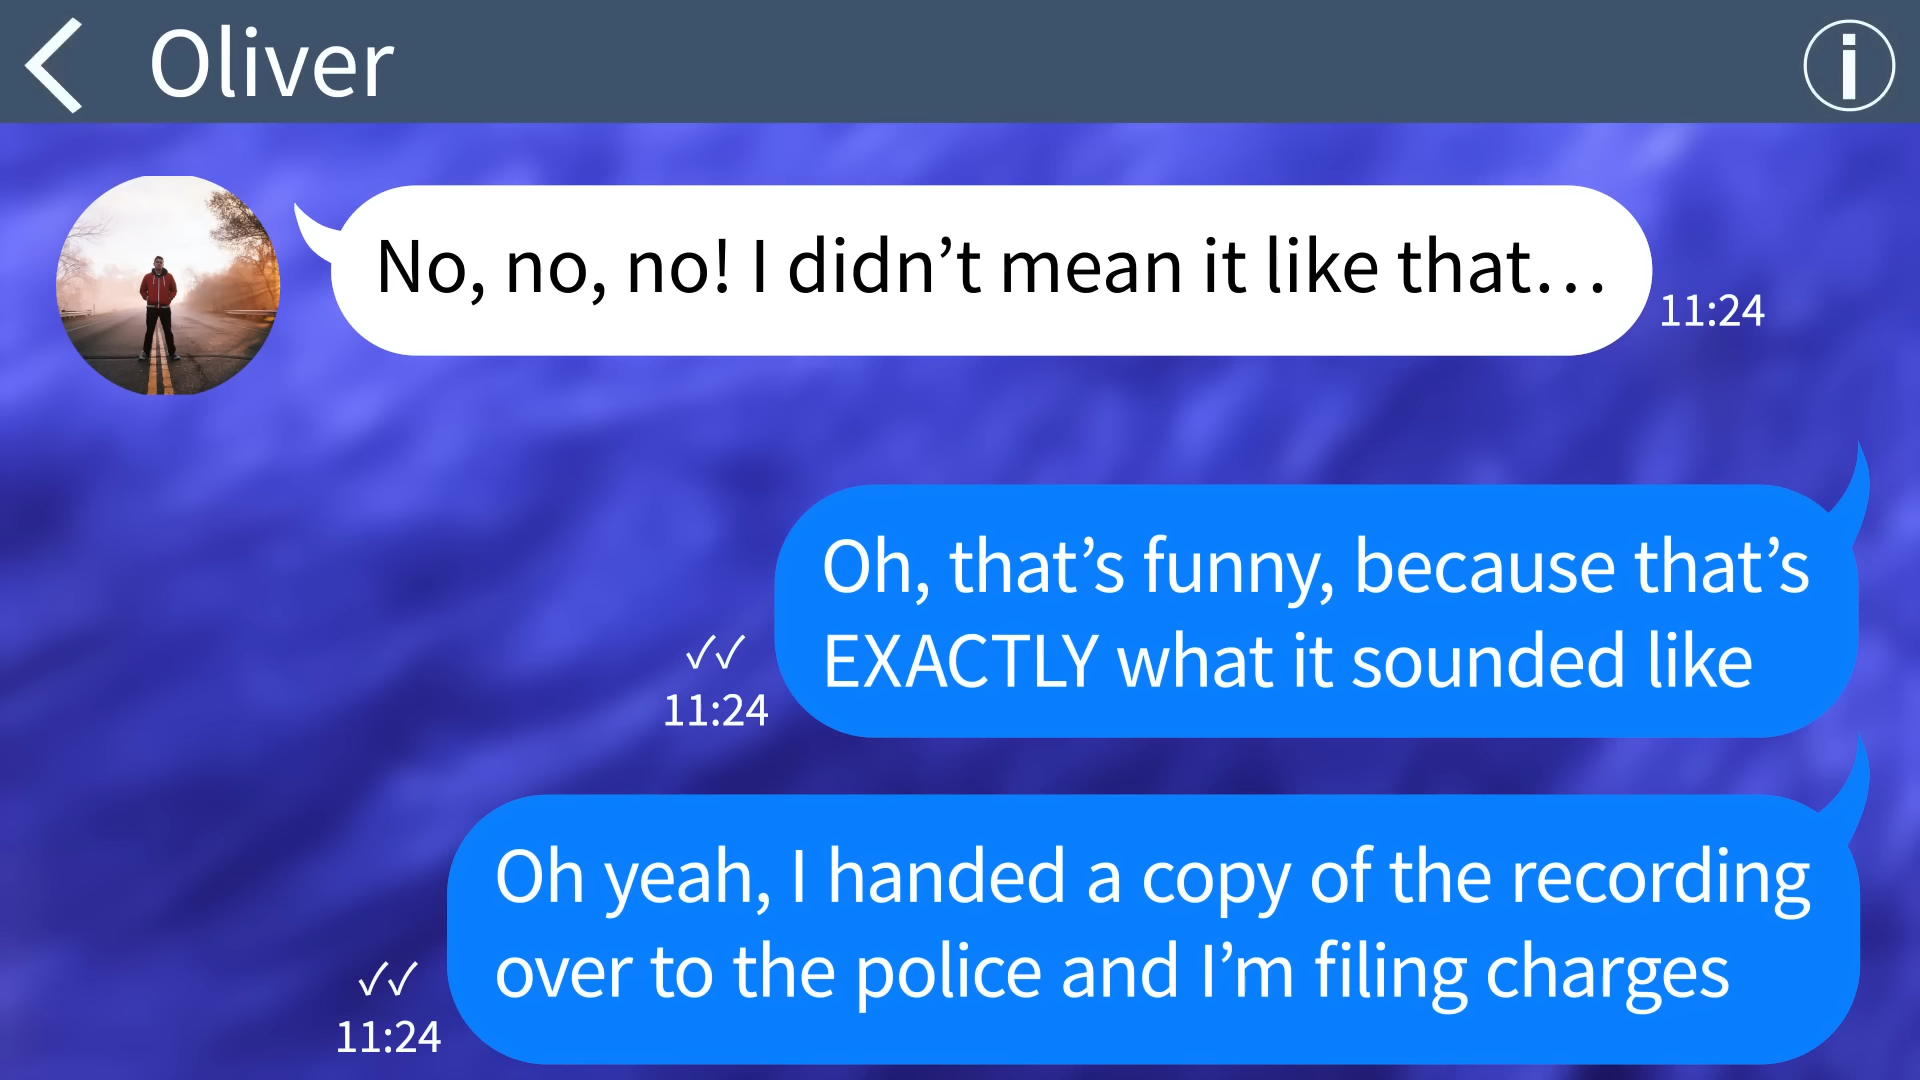 Oliver
No, no, no! I didn’t mean it like that…
11:24
Oh, that’s funny, because that’s
EXACTLY what it sounded like
✓✓
11:24
Oh yeah, I handed a copy of the recording
over to the police and I’m filing charges
✓✓
11:24